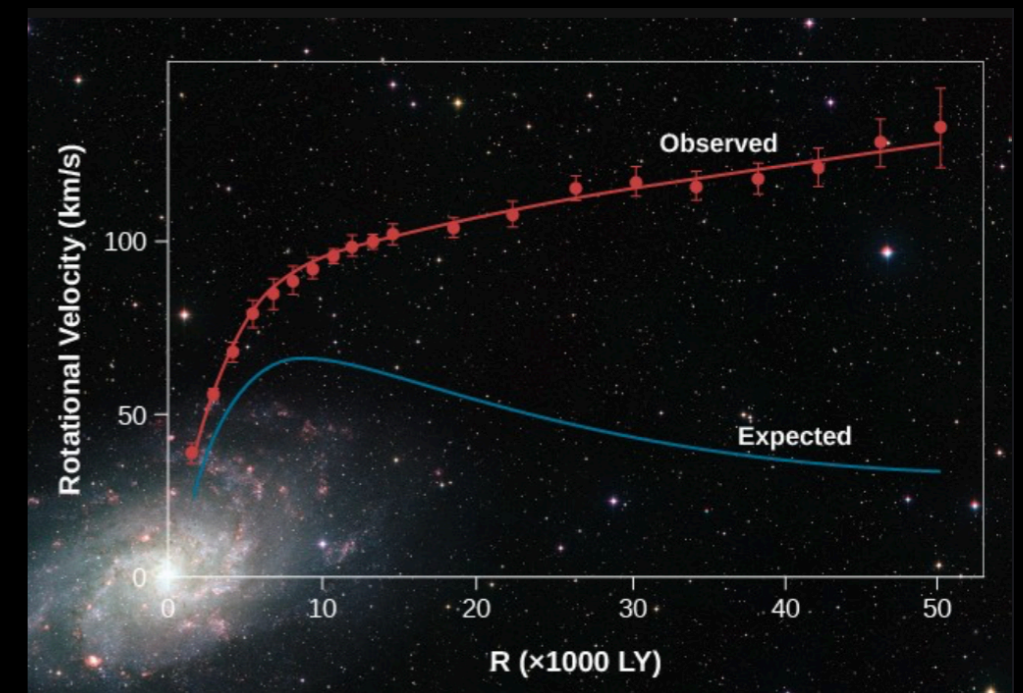 Rotational Velocity (km/s)
100
50
0
Observed
Expected
0 10 20 30 40 50
R (×1000 LY)